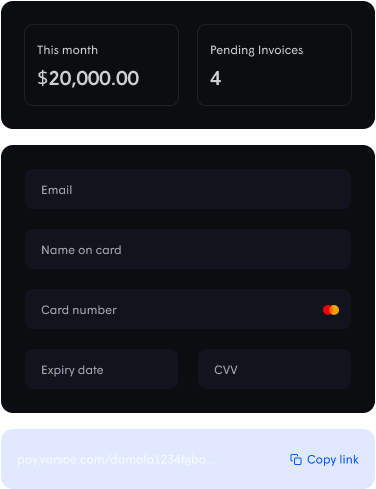 This month
Pending Invoices
$20,000.00
4
Email
Name on card
Card number
Expiry date
CVV
pay.varsoe.com/damola1234fgba...
Copy link